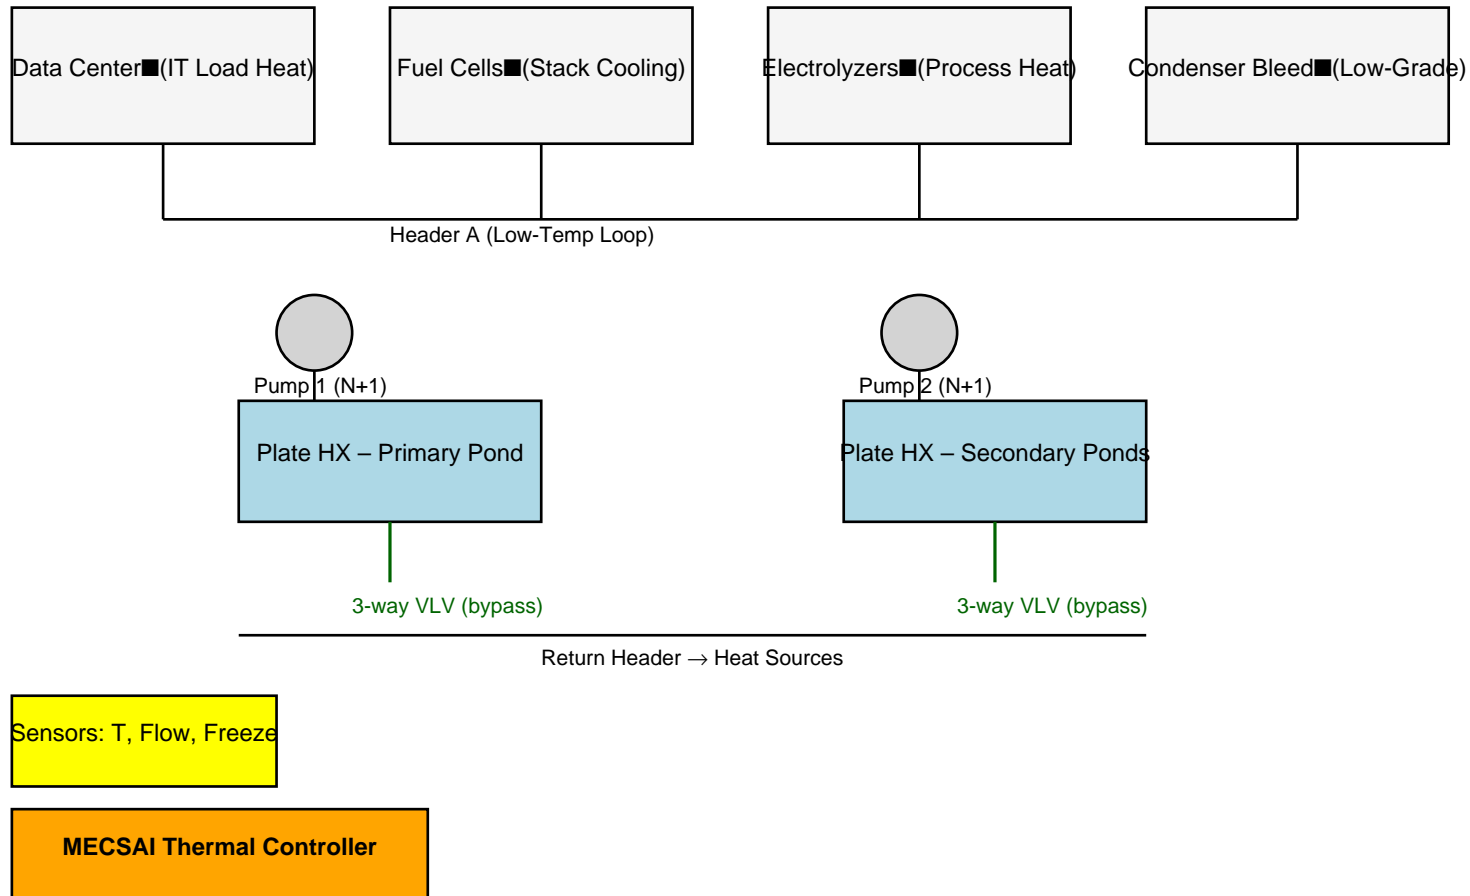 Data Center■(IT Load Heat)
Fuel Cells■(Stack Cooling)
Electrolyzers■(Process Heat)
Condenser Bleed■(Low-Grade)
Header A (Low-Temp Loop)
Pump 1 (N+1)
Pump 2 (N+1)
Plate HX – Primary Pond
Plate HX – Secondary Ponds
3-way VLV (bypass)
3-way VLV (bypass)
Return Header → Heat Sources
Sensors: T, Flow, Freeze
MECSAI Thermal Controller